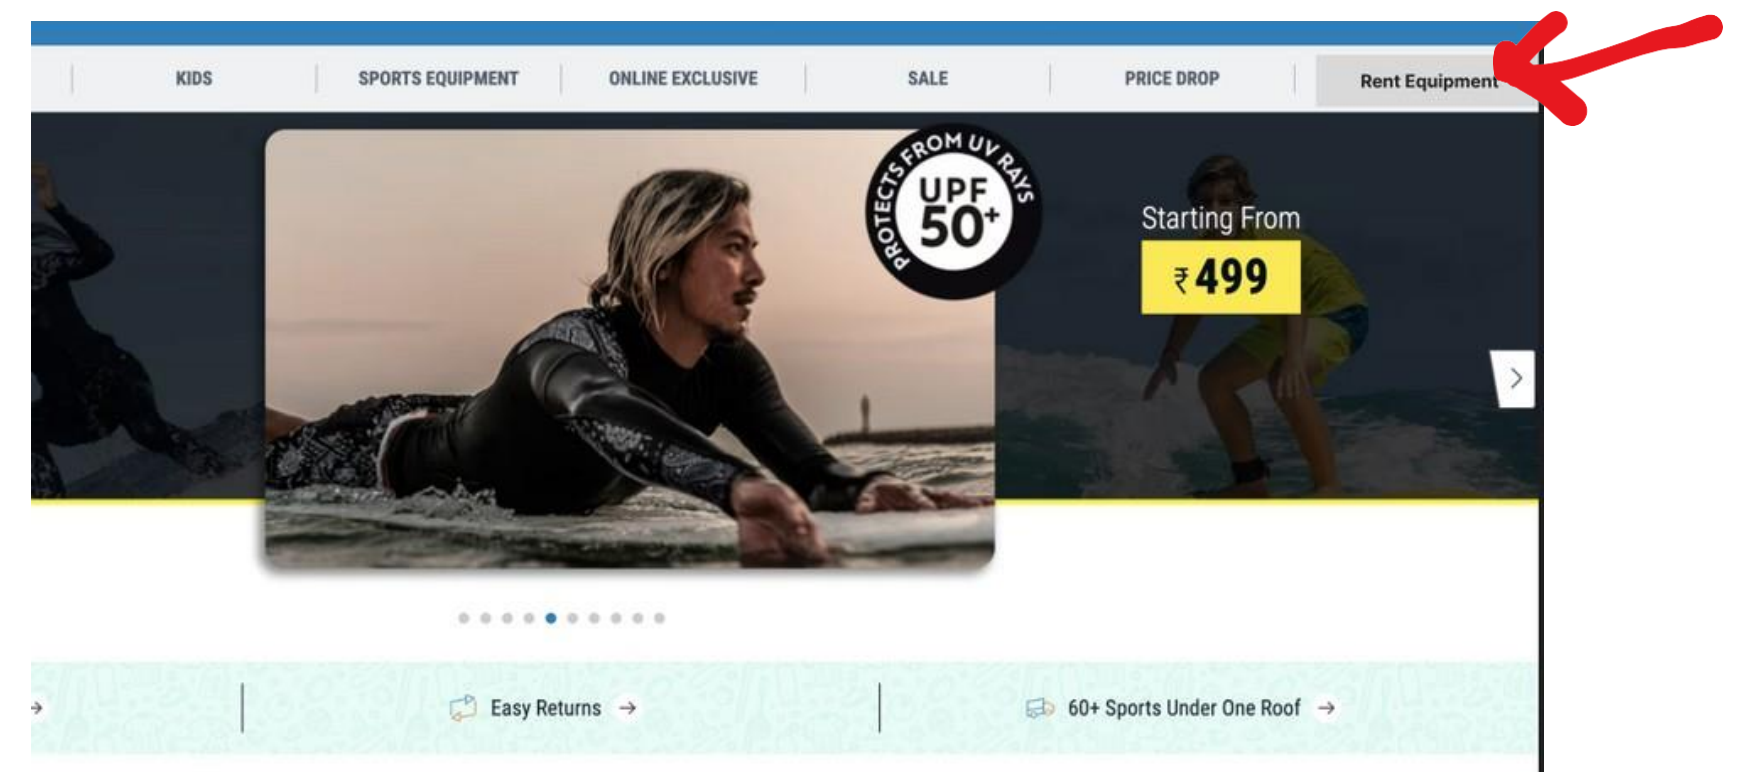 KIDS
SPORTS EQUIPMENT
ONLINE EXCLUSIVE
SALE
PRICE DROP
Rent Equipment
PROTECTS FROM UV RAYS
UPF
50+
Starting From
₹499
Easy Returns →
60+ Sports Under One Roof →